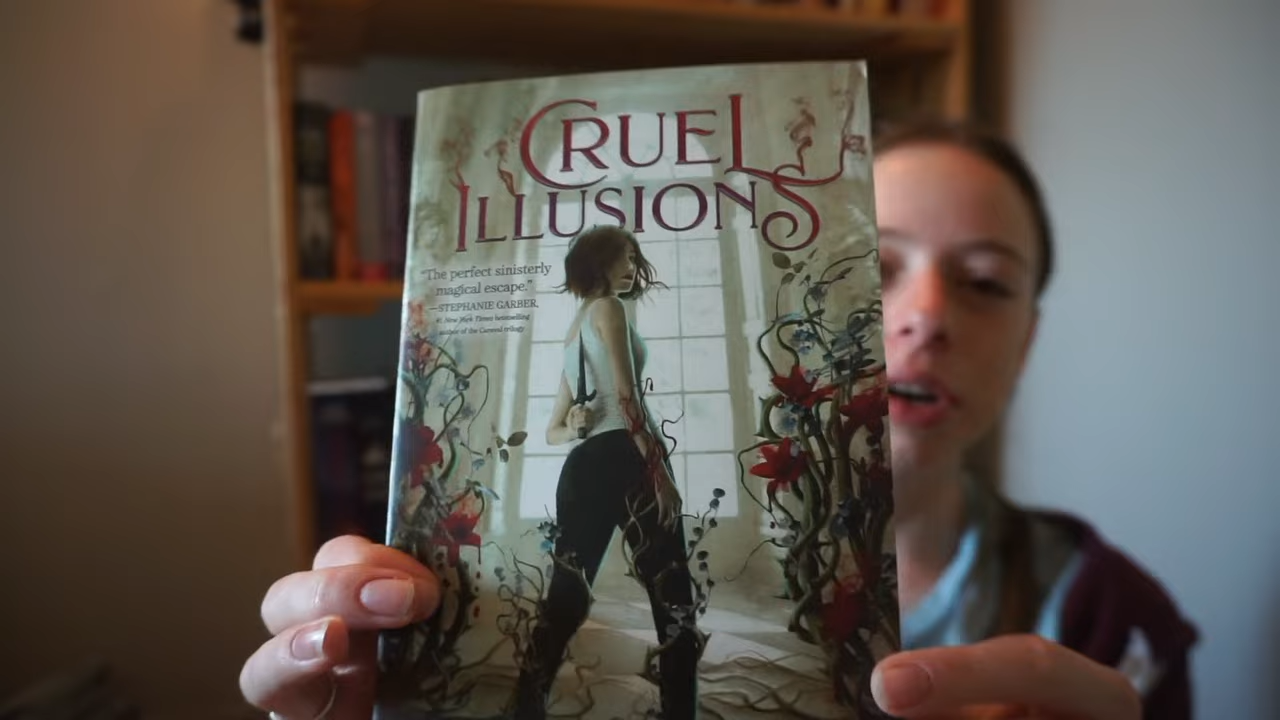 CRUEL
ILLUSIONS
"The perfect sinisterly
magical escape."
—STEPHANIE GARBER,
#1 New York Times bestselling
author of the Caraval trilogy